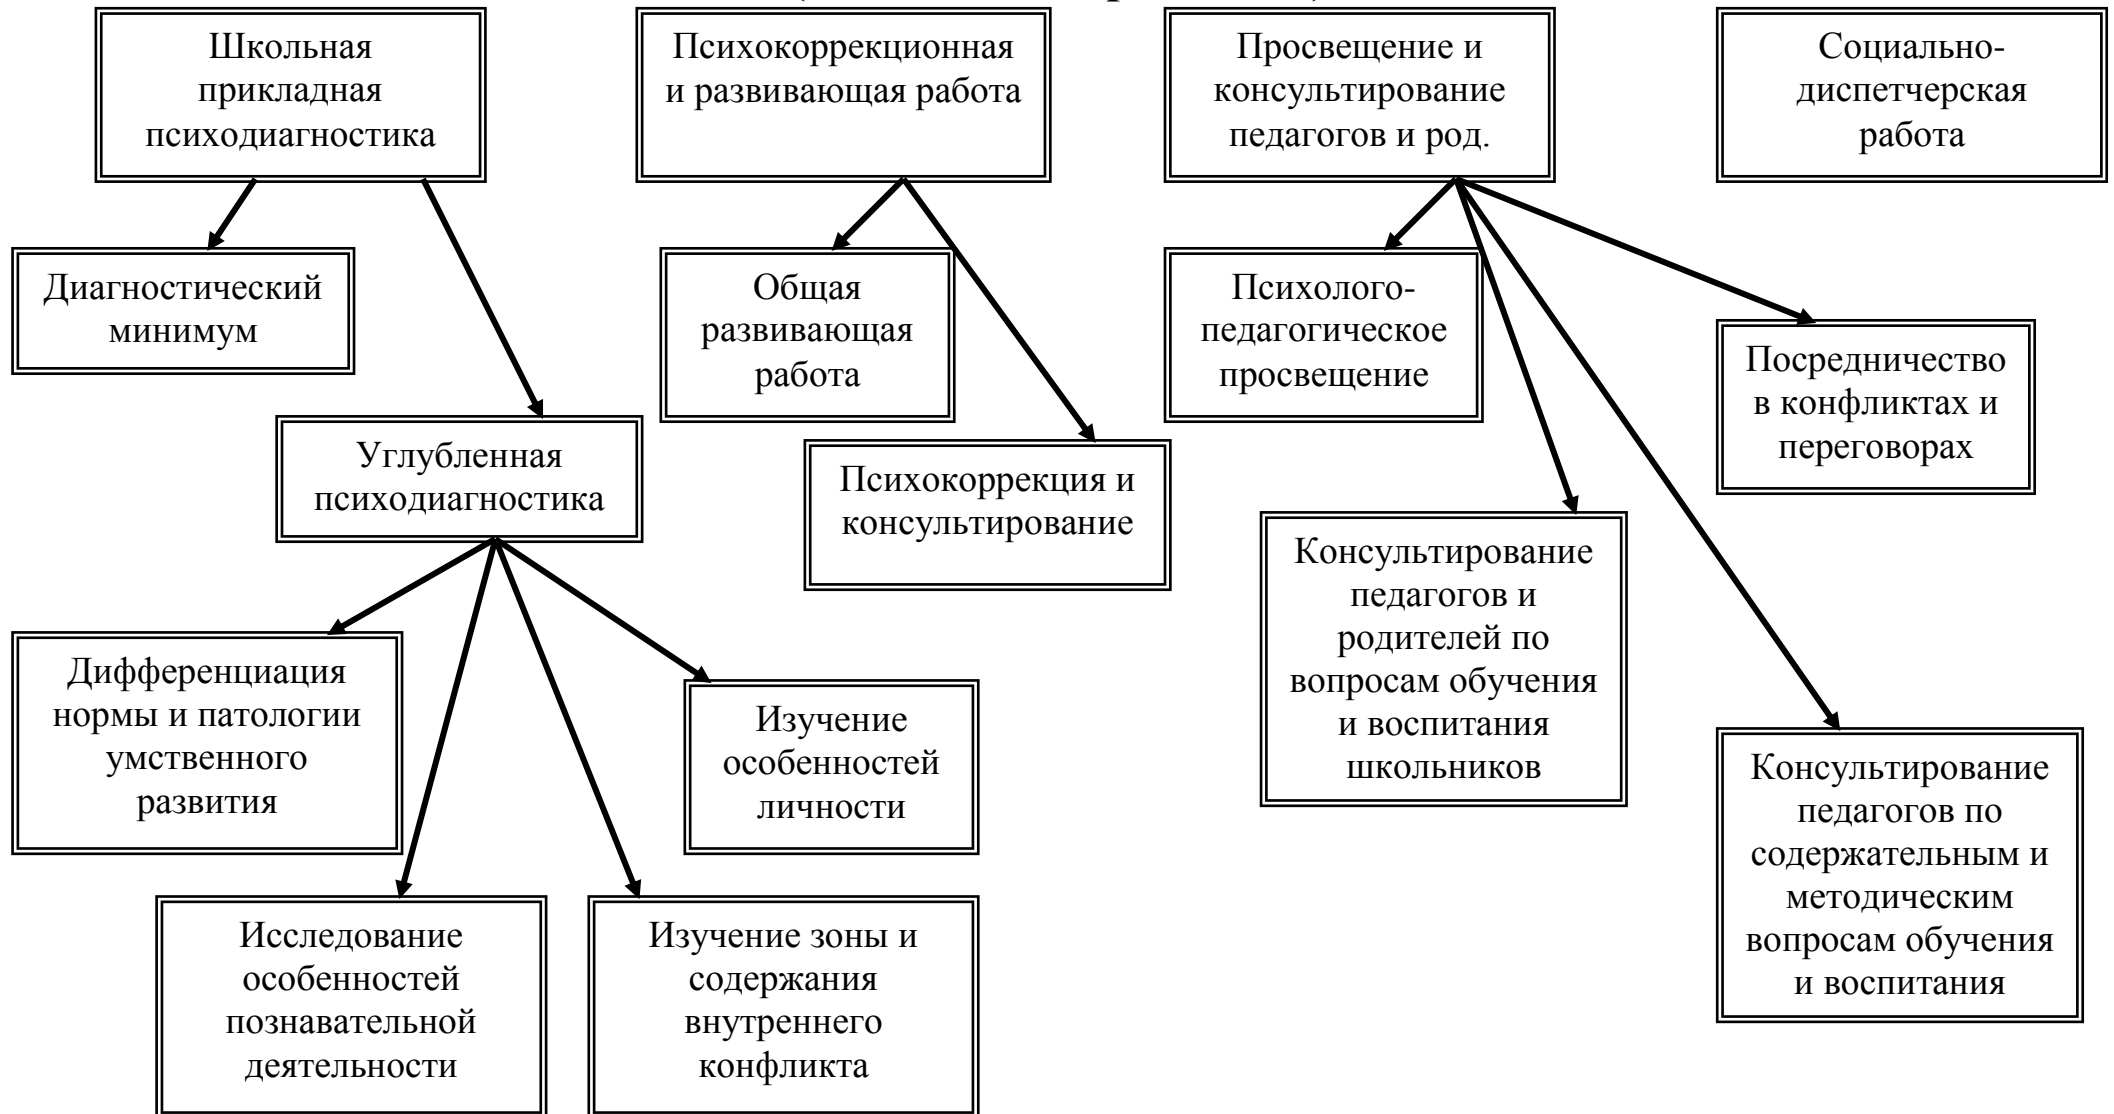 Школьная
прикладная
психодиагностика
Психокоррекционная
и развивающая работа
Просвещение и
консультирование
педагогов и род.
Социально-
диспетчерская
работа
Диагностический
минимум
Общая
развивающая
работа
Психолого-
педагогическое
просвещение
Посредничество
в конфликтах и
переговорах
Углубленная
психодиагностика
Психокоррекция и
консультирование
Консультирование
педагогов и
родителей по
вопросам обучения
и воспитания
школьников
Дифференциация
нормы и патологии
умственного
развития
Изучение
особенностей
личности
Консультирование
педагогов по
содержательным и
методическим
вопросам обучения
и воспитания
Исследование
особенностей
познавательной
деятельности
Изучение зоны и
содержания
внутреннего
конфликта